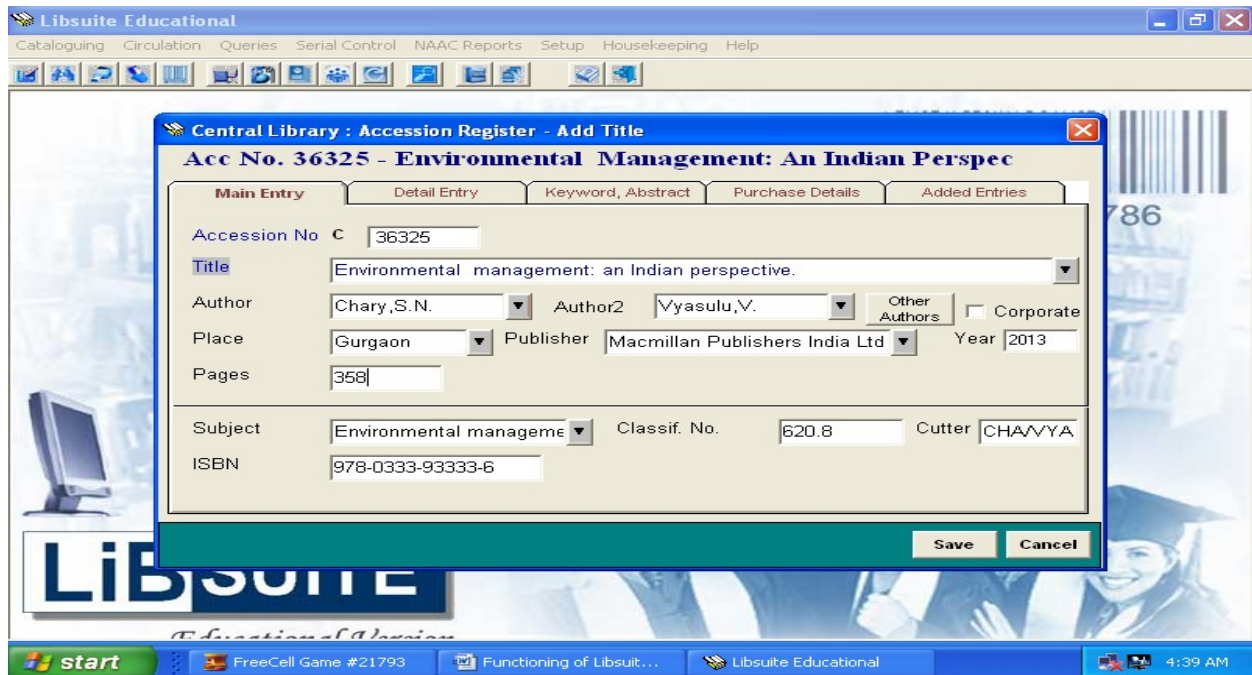 Libsuite Educational
Cataloguing Circulation Queries Serial Control NAAC Reports Setup Housekeeping Help
Central Library : Accession Register - Add Title
Acc No. 36325 - Environmental Management: An Indian Perspec
Main Entry Detail Entry Keyword, Abstract Purchase Details Added Entries
786
Accession No C 36325
Title Environmental management: an Indian perspective.
Author Chary,S.N. Author2 Vyasulu,V. Other Authors Corporate
Place Gurgaon Publisher Macmillan Publishers India Ltd Year 2013
Pages 358
Subject Environmental manageme Classif. No. 620.8 Cutter CHA/VYA
ISBN 978-0333-93333-6
Save Cancel
LiBSUITE
Educational Version
start FreeCell Game #21793 Functioning of Libsuit... Libsuite Educational 4:39 AM